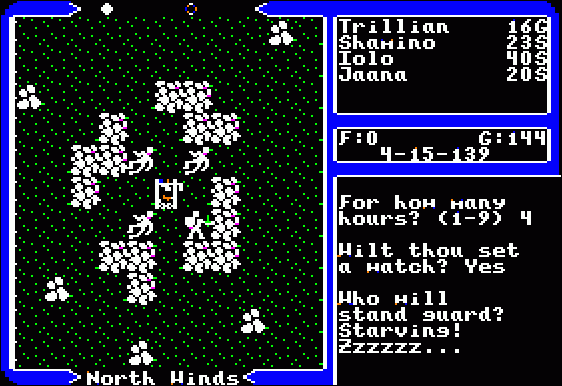 Trillian 16G
Shamino 23S
Iolo 40S
Jaana 20S
F:0 G:144
4-15-139
For how many
hours? (1-9) 4
Wilt thou set
a watch? Yes
Who will
stand guard?
Starving!
Zzzzzz...
North Winds